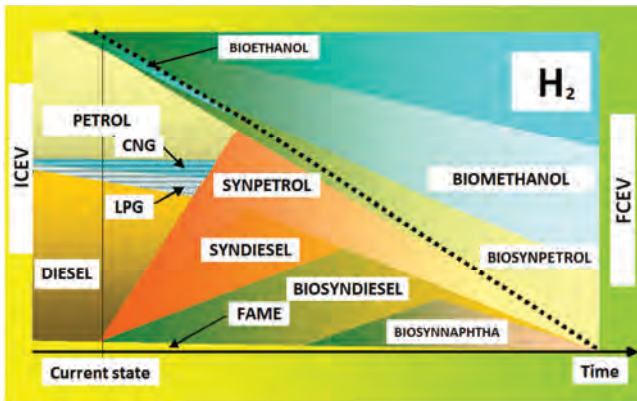 BIOETHANOL
H2
PETROL
CNG
ICEV
SYNPETROL
BIOMETHANOL
FCEV
LPG
SYNDIESEL
BIOSYNPETROL
DIESEL
BIOSYNDIESEL
FAME
BIOSYNNAPHTHA
Current state
Time